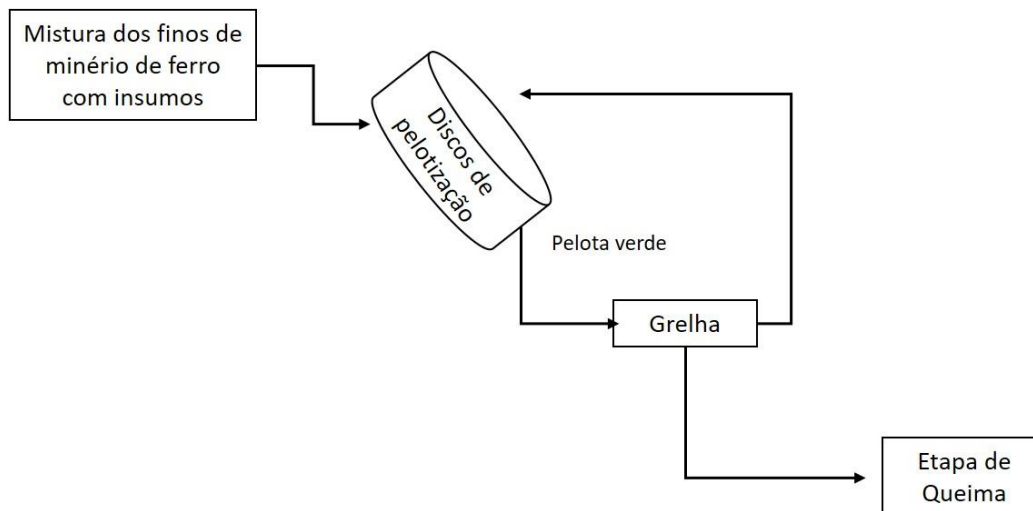 Mistura dos finos de
minério de ferro
com insumos
Discos de
pelotização
Pelota verde
Grelha
Etapa de
Queima